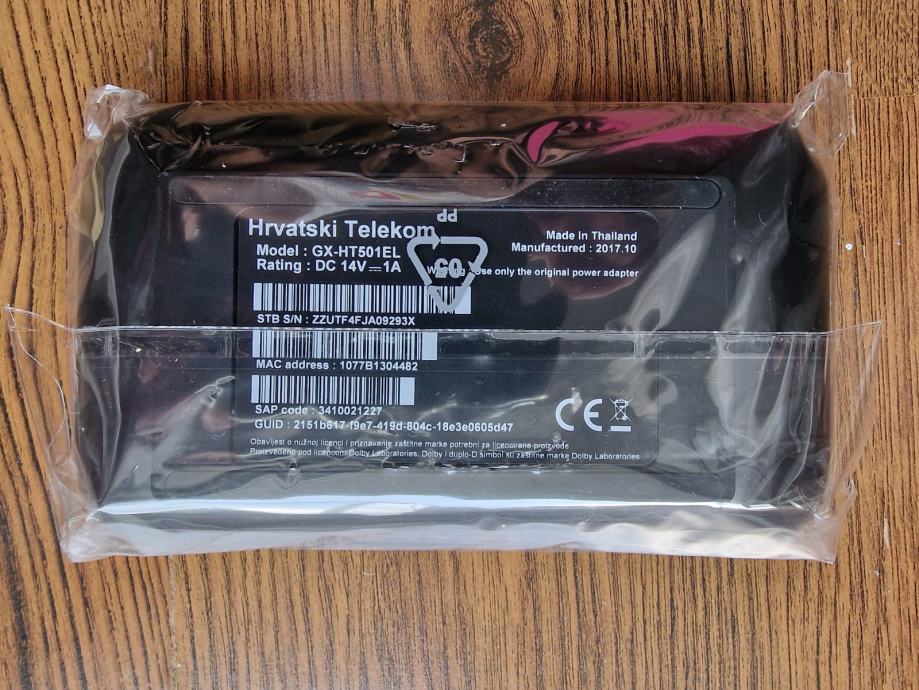 PP
05
Hrvatski Telekom
Made In Thailand
Model : GX-HT501EL
Manufactured : 2017.10
Rating : DC 14V⎓1A
Use only the original power adapter
STB S/N : ZZUTF4FJA09293X
MAC address : 1077B1304482
SAP code : 3410021227
GUID : 2151b617-f9e7-419d-804c-18e3e0605d47
CE
Obavijest o nužnoj licenci i priznavanje zaštitne marke potrebni za licencirane proizvode
Proizvedeno pod licencom Dolby Laboratories. Dolby i duplo-D simbol su zaštitne marke Dolby Laboratories